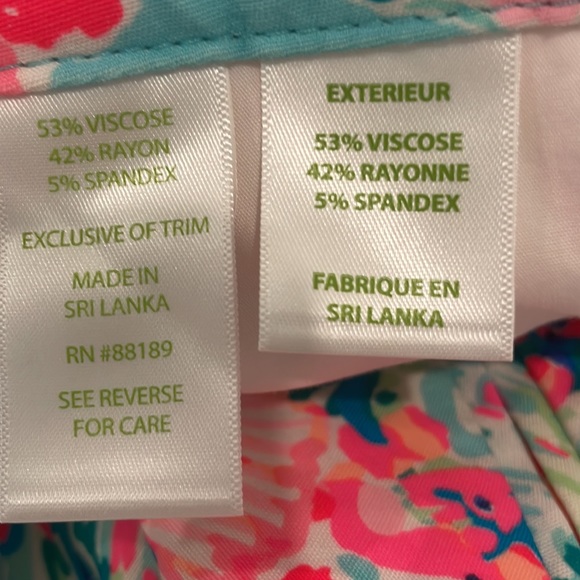 53% VISCOSE
42% RAYON
5% SPANDEX
EXCLUSIVE OF TRIM
MADE IN
SRI LANKA
RN #88189
SEE REVERSE
FOR CARE
EXTERIEUR
53% VISCOSE
42% RAYONNE
5% SPANDEX
FABRIQUE EN
SRI LANKA